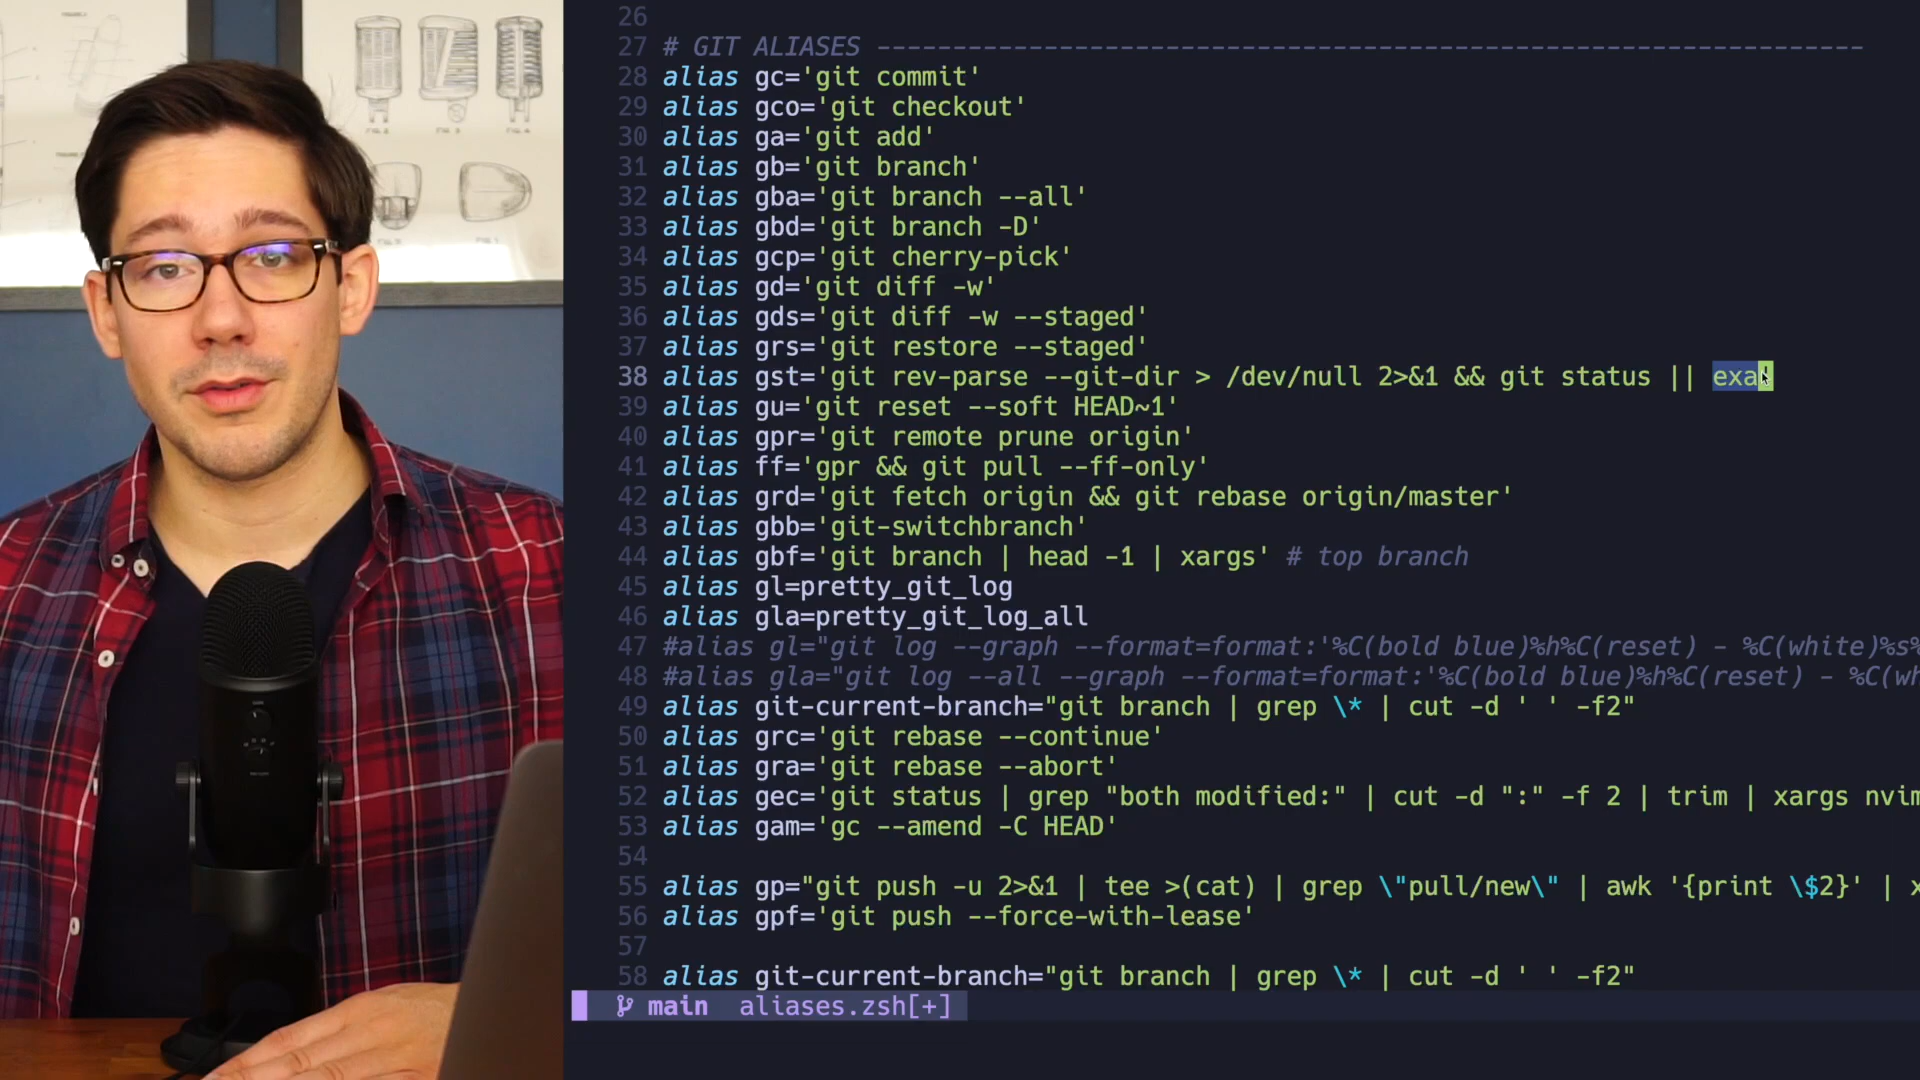 26
27 # GIT ALIASES -----------------------------------------------------------------
28 alias gc='git commit'
29 alias gco='git checkout'
30 alias ga='git add'
31 alias gb='git branch'
32 alias gba='git branch --all'
33 alias gbd='git branch -D'
34 alias gcp='git cherry-pick'
35 alias gd='git diff -w'
36 alias gds='git diff -w --staged'
37 alias grs='git restore --staged'
38 alias gst='git rev-parse --git-dir > /dev/null 2>&1 && git status || exa'
39 alias gu='git reset --soft HEAD~1'
40 alias gpr='git remote prune origin'
41 alias ff='gpr && git pull --ff-only'
42 alias grd='git fetch origin && git rebase origin/master'
43 alias gbb='git-switchbranch'
44 alias gbf='git branch | head -1 | xargs' # top branch
45 alias gl=pretty_git_log
46 alias gla=pretty_git_log_all
47 #alias gl="git log --graph --format=format:'%C(bold blue)%h%C(reset) - %C(white)%s%
48 #alias gla="git log --all --graph --format=format:'%C(bold blue)%h%C(reset) - %C(wh
49 alias git-current-branch="git branch | grep \* | cut -d ' ' -f2"
50 alias grc='git rebase --continue'
51 alias gra='git rebase --abort'
52 alias gec='git status | grep "both modified:" | cut -d ":" -f 2 | trim | xargs nvim
53 alias gam='gc --amend -C HEAD'
54
55 alias gp="git push -u 2>&1 | tee >(cat) | grep \"pull/new\" | awk '{print \$2}' | x
56 alias gpf='git push --force-with-lease'
57
58 alias git-current-branch="git branch | grep \* | cut -d ' ' -f2"
main aliases.zsh[+]